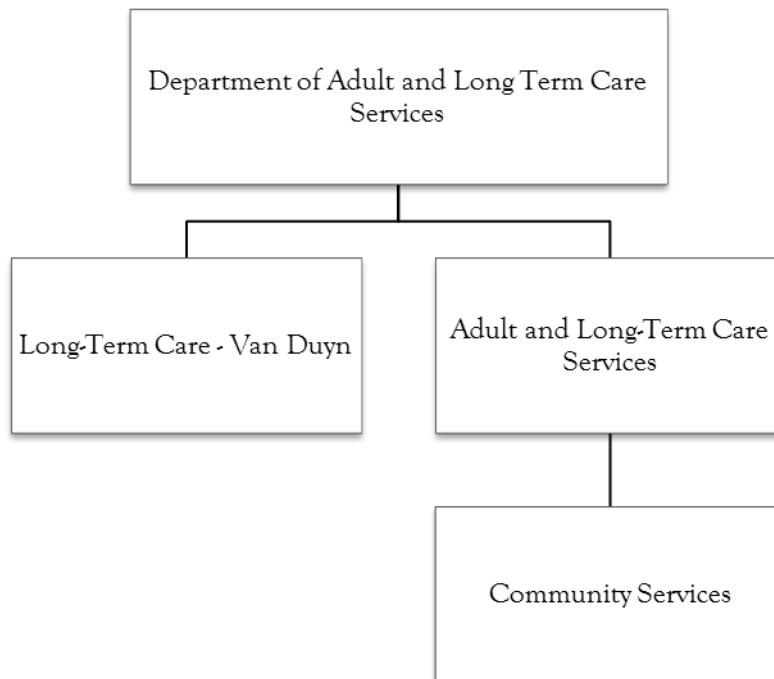 Department of Adult and Long Term Care
Services
Long-Term Care - Van Duyn
Adult and Long-Term Care
Services
Community Services